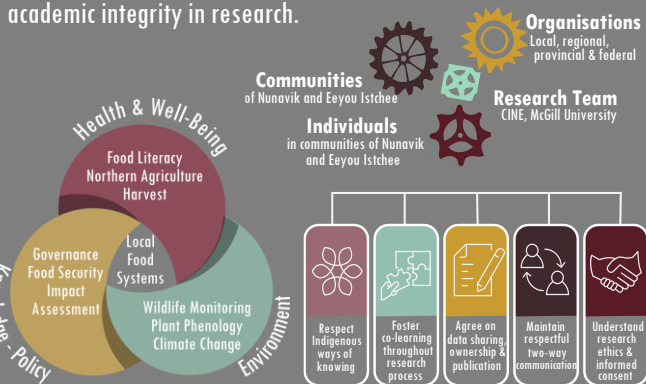 academic integrity in research.
Organisations
Local, regional,
provincial & federal
Communities
of Nunavik and Eeyou Istchee
Research Team
CINE, McGill University
Individuals
in communities of Nunavik
and Eeyou Istchee
Health & Well-Being
Food Literacy
Northern Agriculture
Harvest
Governance
Food Security
Impact
Assessment
Local
Food
Systems
Wildlife Monitoring
Plant Phenology
Climate Change
Environment
- Policy
Respect
Indigenous
ways of
knowing
Foster
co-learning
throughout
research
process
Agree on
data sharing,
ownership &
publication
Maintain
respectful
two-way
communication
Understand
research
ethics &
informed
consent